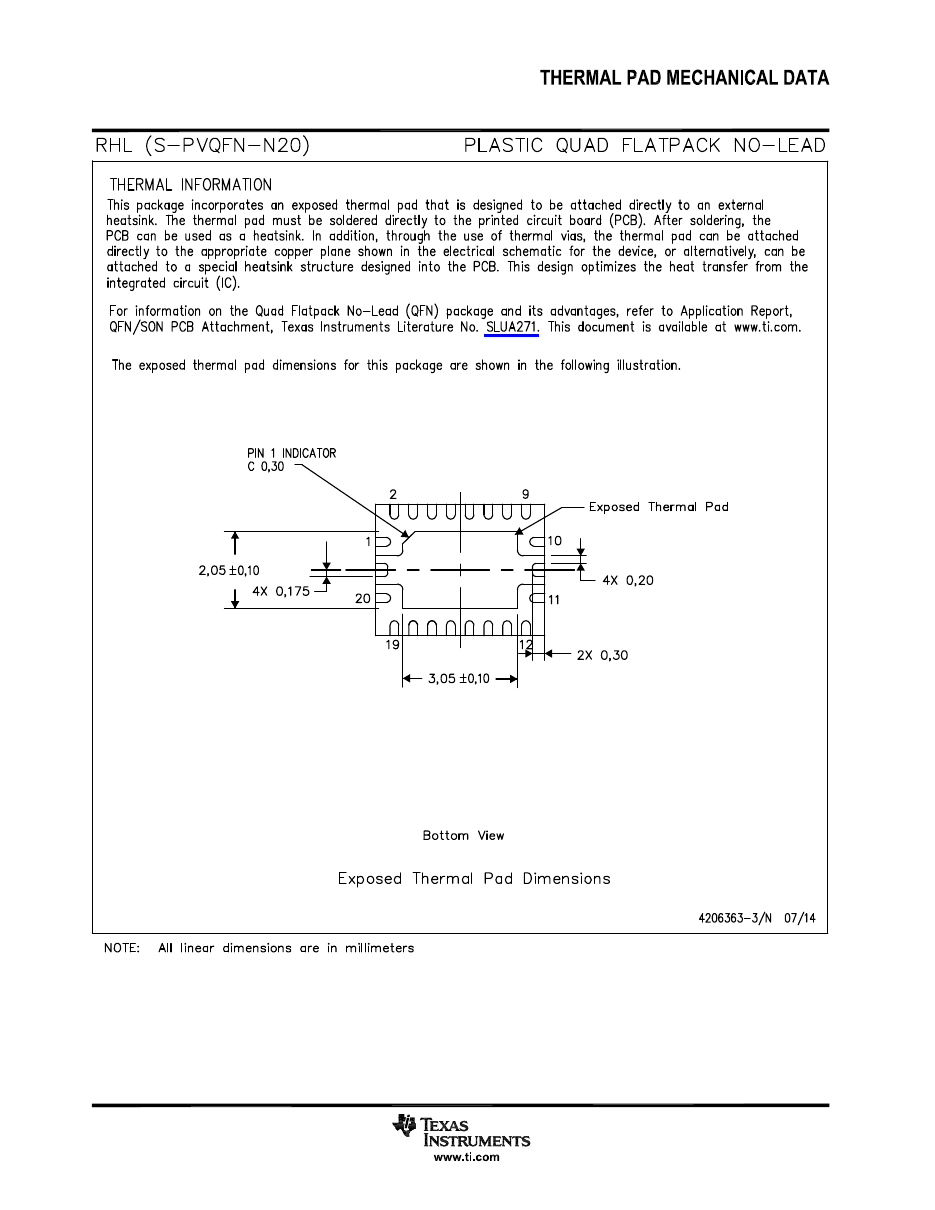 THERMAL PAD MECHANICAL DATA
RHL (S-PVQFN-N20)
PLASTIC QUAD FLATPACK NO-LEAD
THERMAL INFORMATION
This package incorporates an exposed thermal pad that is designed to be attached directly to an external
heatsink. The thermal pad must be soldered directly to the printed circuit board (PCB). After soldering, the
PCB can be used as a heatsink. In addition, through the use of thermal vias, the thermal pad can be attached
directly to the appropriate copper plane shown in the electrical schematic for the device, or alternatively, can be
attached to a special heatsink structure designed into the PCB. This design optimizes the heat transfer from the
integrated circuit (IC).
For information on the Quad Flatpack No-Lead (QFN) package and its advantages, refer to Application Report,
QFN/SON PCB Attachment, Texas Instruments Literature No. SLUA271. This document is available at www.ti.com.
The exposed thermal pad dimensions for this package are shown in the following illustration.
PIN 1 INDICATOR
C 0,30
2
9
Exposed Thermal Pad
1
10
2,05 ±0,10
4X 0,20
4X 0,175
20
11
19
12
2X 0,30
3,05 ±0,10
Bottom View
Exposed Thermal Pad Dimensions
4206363-3/N 07/14
NOTE: All linear dimensions are in millimeters
TEXAS
INSTRUMENTS
www.ti.com